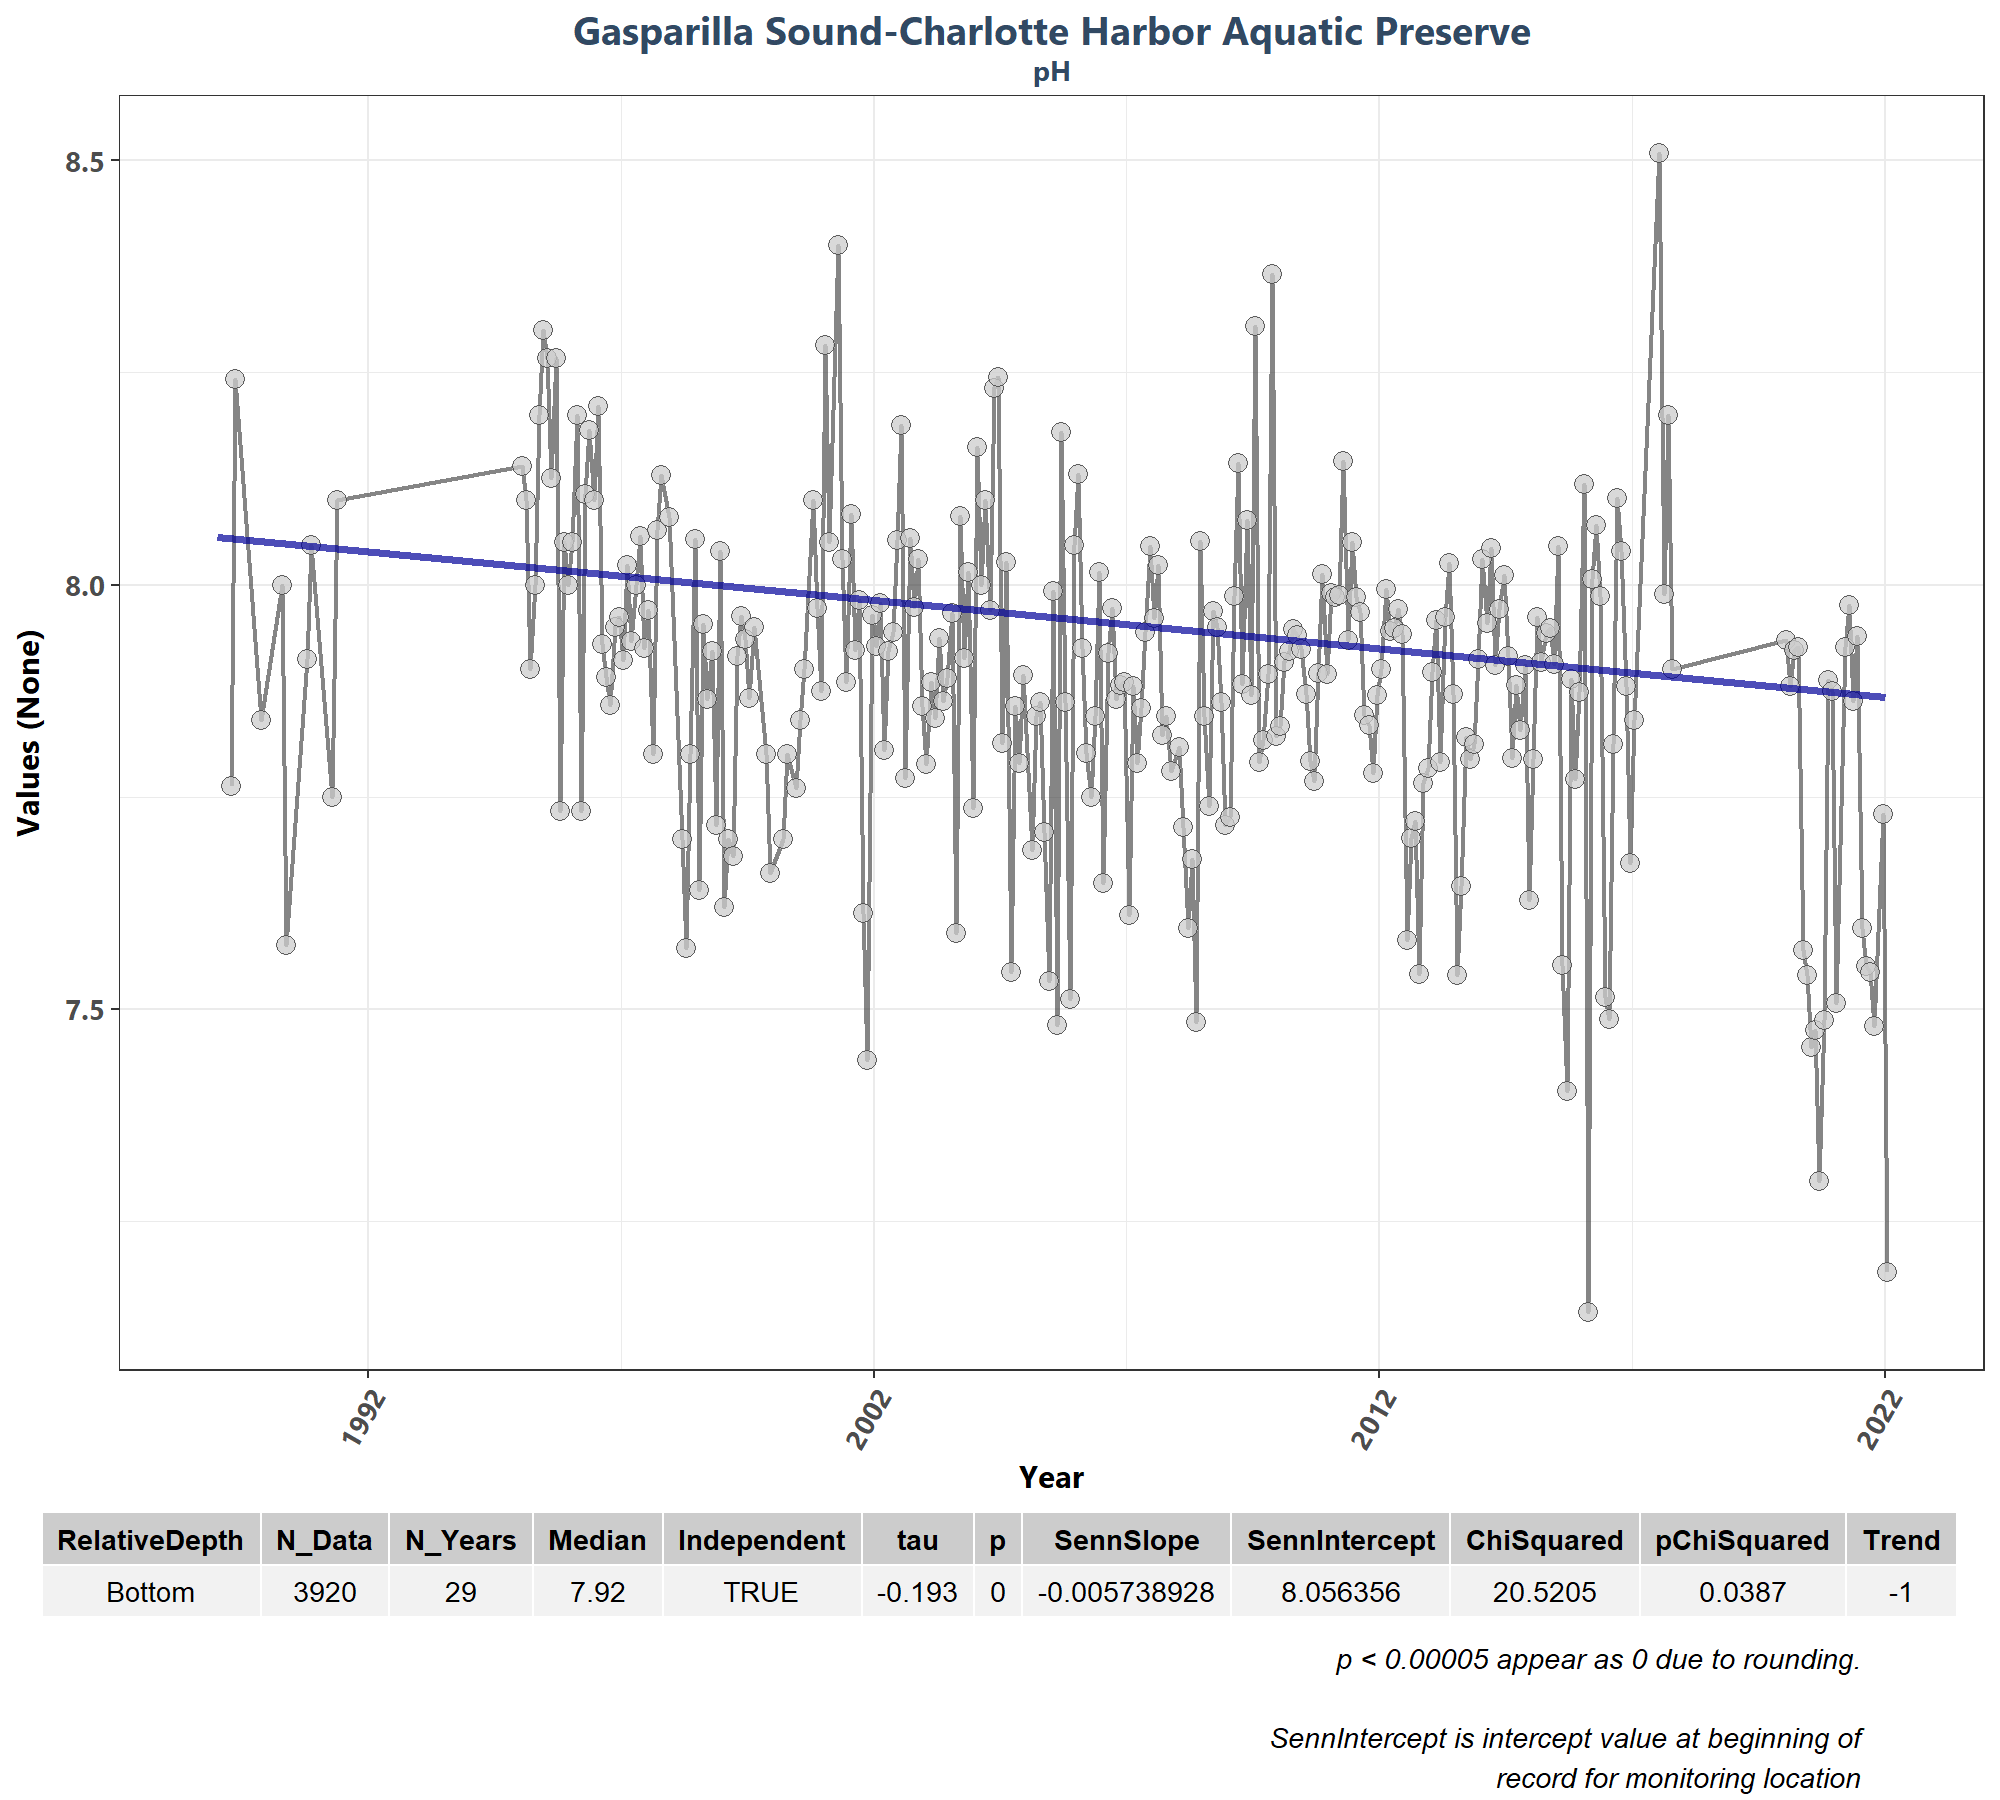 Gasparilla Sound-Charlotte Harbor Aquatic Preserve
pH
Values (None)
8.5
8.0
7.5
1992
2002
2012
2022
Year
RelativeDepth N_Data N_Years Median Independent tau p SennSlope SennIntercept ChiSquared pChiSquared Trend
Bottom 3920 29 7.92 TRUE -0.193 0 -0.005738928 8.056356 20.5205 0.0387 -1
p < 0.00005 appear as 0 due to rounding.
SennIntercept is intercept value at beginning of
record for monitoring location